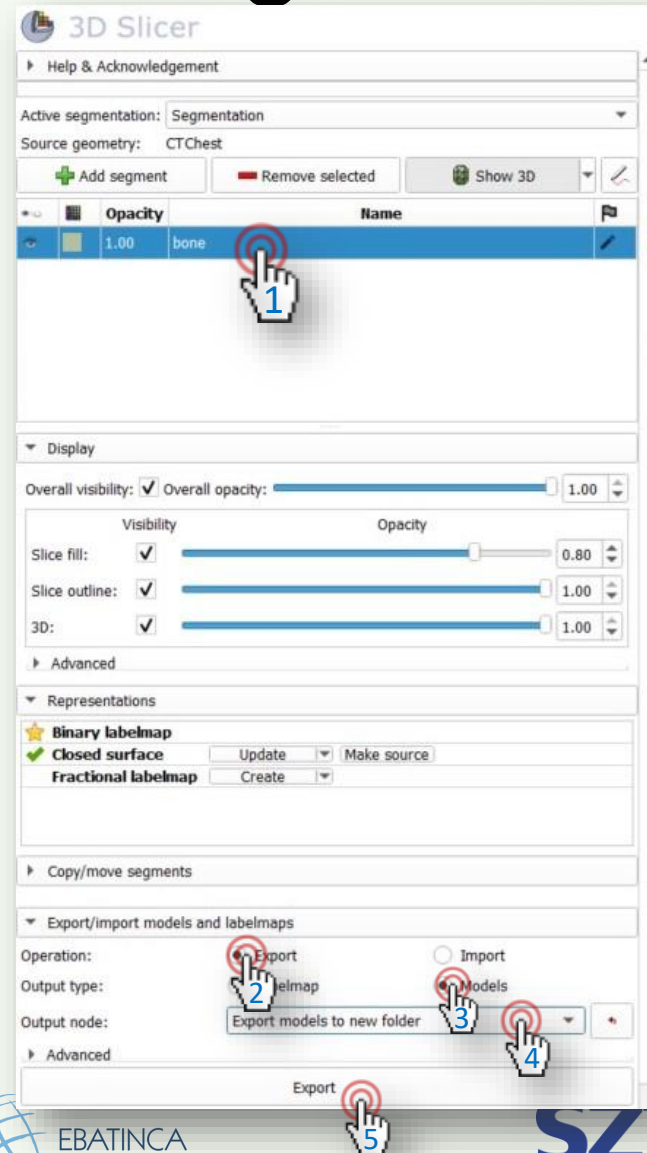 3D Slicer
Help & Acknowledgement
Active segmentation: Segmentation
Source geometry: CTChest
Add segment Remove selected Show 3D
Opacity Name
1.00 bone
1
Display
Overall visibility: Overall opacity: 1.00
Visibility Opacity
Slice fill: 0.80
Slice outline: 1.00
3D: 1.00
Advanced
Representations
Binary labelmap
Closed surface Update Make source
Fractional labelmap Create
Copy/move segments
Export/import models and labelmaps
Operation: Export Import
Output type: 2 Models
Output node: Export models to new folder 3
Advanced 4
Export
EBATINCA 5 SZ